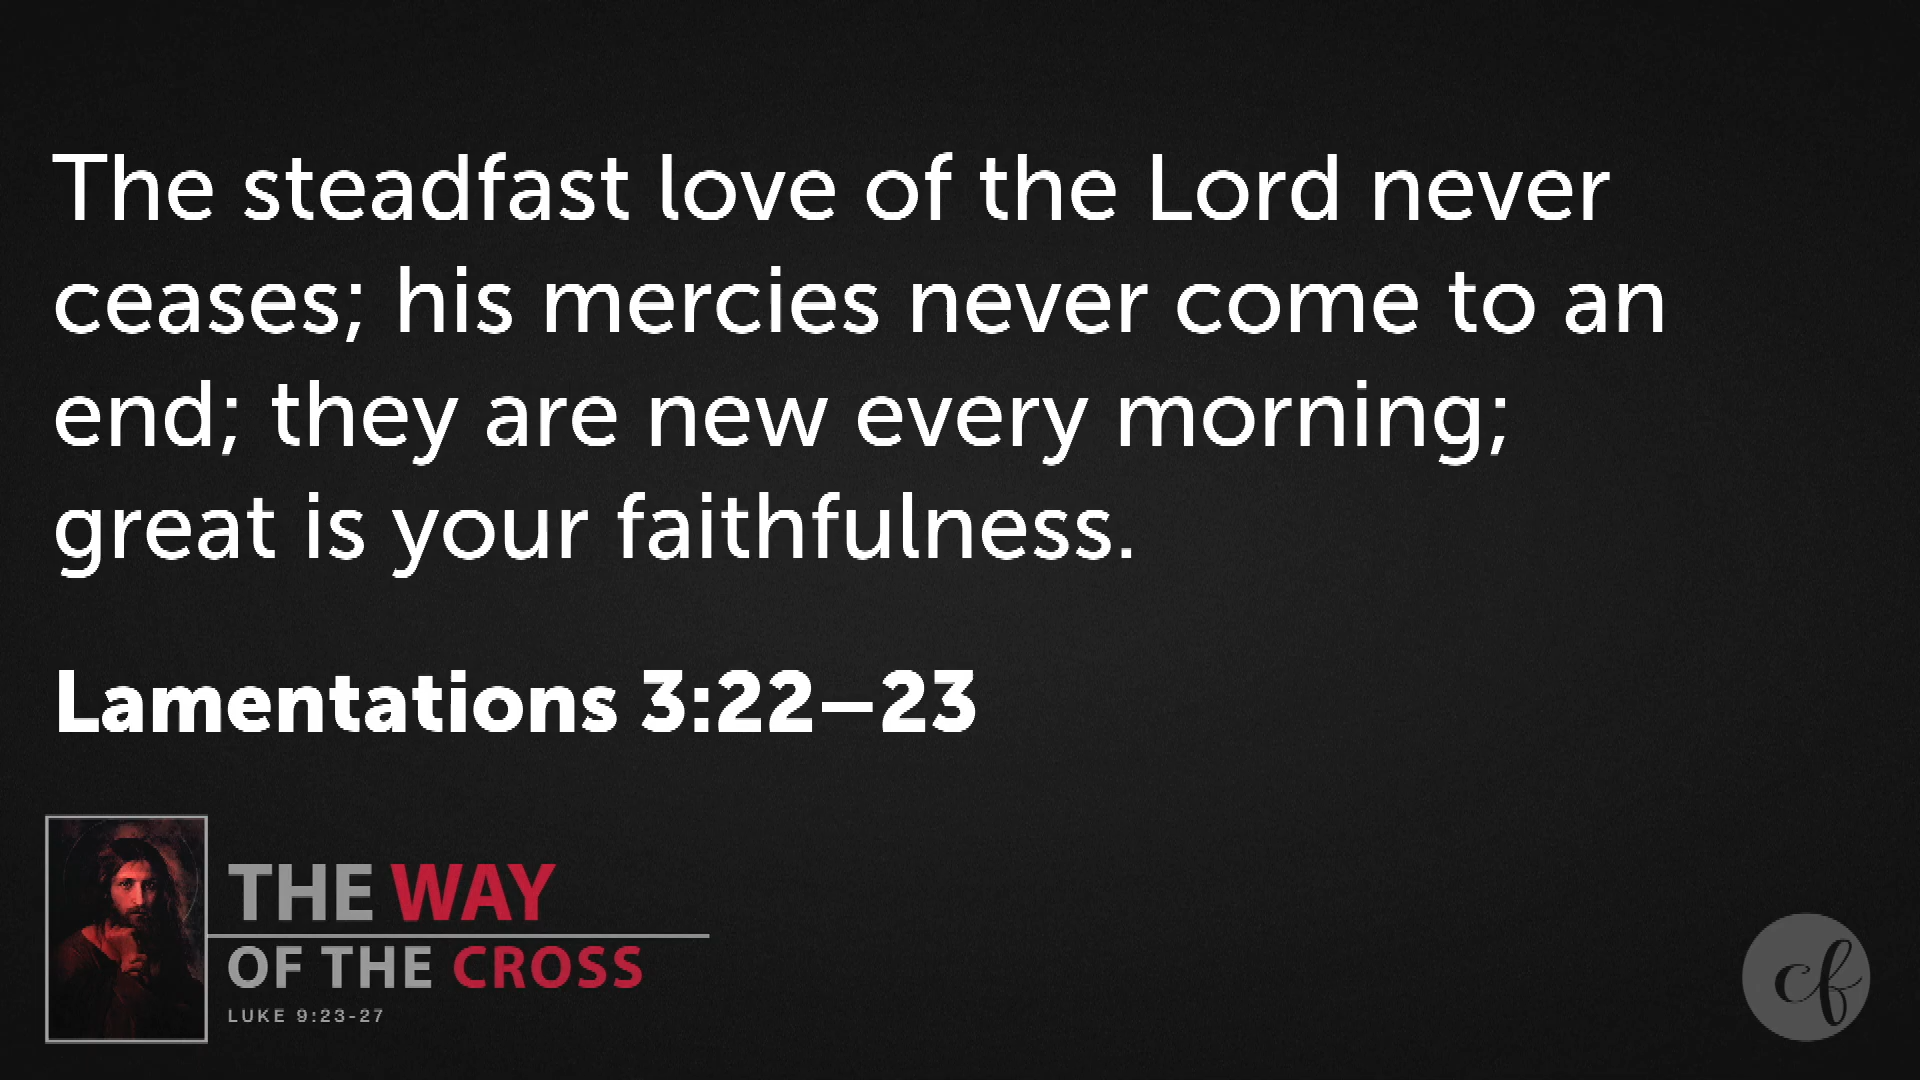 The steadfast love of the Lord never
ceases; his mercies never come to an
end; they are new every morning;
great is your faithfulness.
Lamentations 3:22–23
THE WAY
OF THE CROSS
LUKE 9:23-27
cf